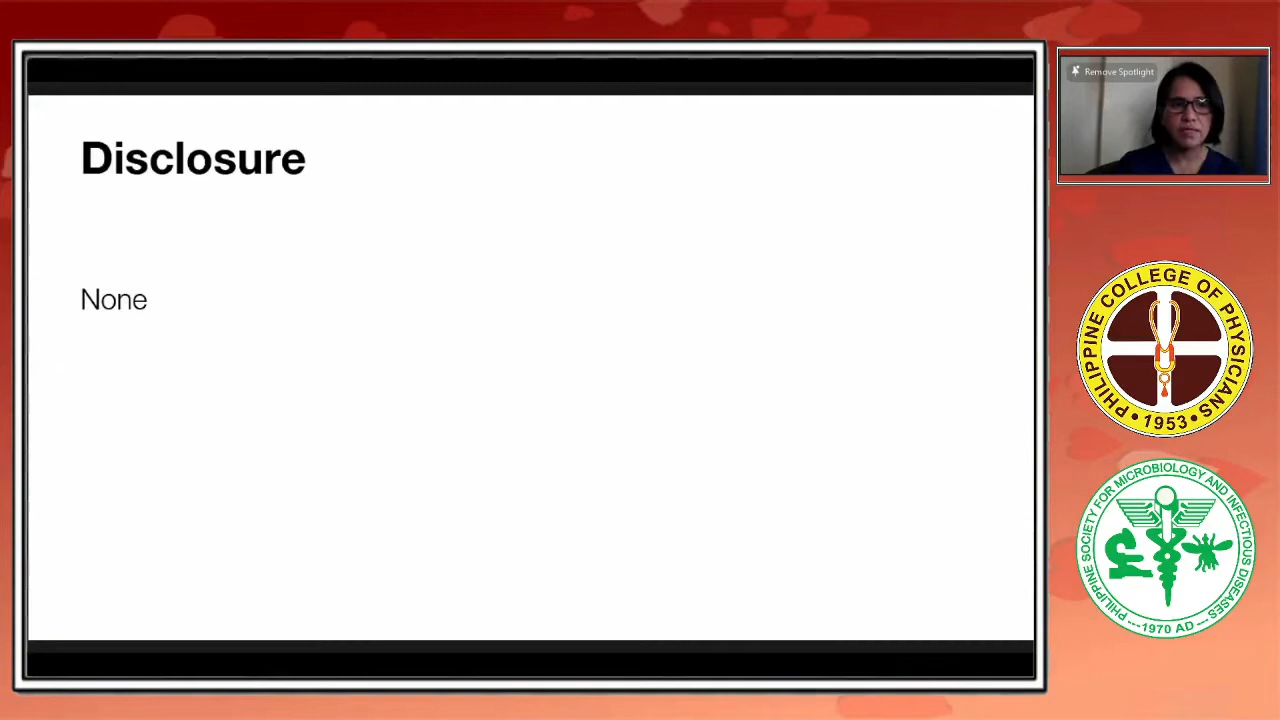 Disclosure
None
Remove Spotlight
PHILIPPINE COLLEGE OF PHYSICIANS
• 1953 •
PHILIPPINE SOCIETY FOR MICROBIOLOGY AND INFECTIOUS DISEASES
---1970 AD---